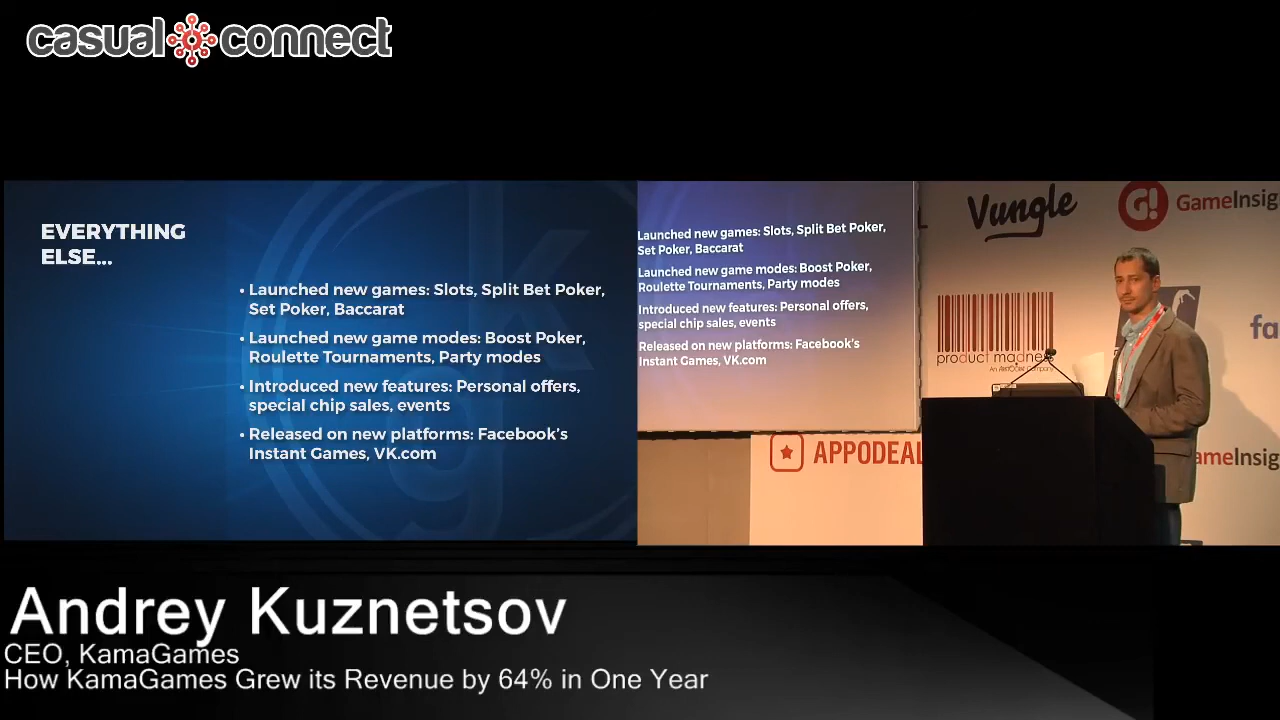 casual connect
EVERYTHING
ELSE...
• Launched new games: Slots, Split Bet Poker,
Set Poker, Baccarat
• Launched new game modes: Boost Poker,
Roulette Tournaments, Party modes
• Introduced new features: Personal offers,
special chip sales, events
• Released on new platforms: Facebook's
Instant Games, VK.com
Launched new games: Slots, Split Bet Poker,
Set Poker, Baccarat
Launched new game modes: Boost Poker,
Roulette Tournaments, Party modes
Introduced new features: Personal offers,
special chip sales, events
Released on new platforms: Facebook's
Instant Games, VK.com
Vungle
G! GameInsig
product madness
An Aristocrat Company
fa
APPODEAL
ameInsig
Andrey Kuznetsov
CEO, KamaGames
How KamaGames Grew its Revenue by 64% in One Year